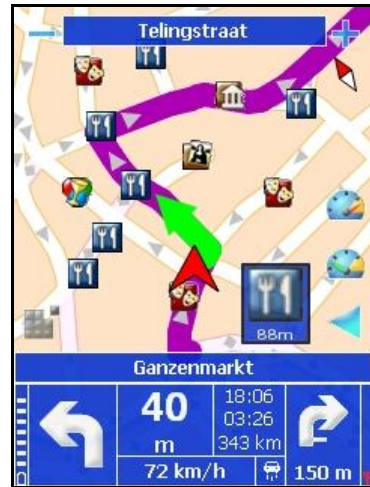 Telingstraat
88m
Ganzenmarkt
40
m
18:06
03:26
343 km
72 km/h
150 m